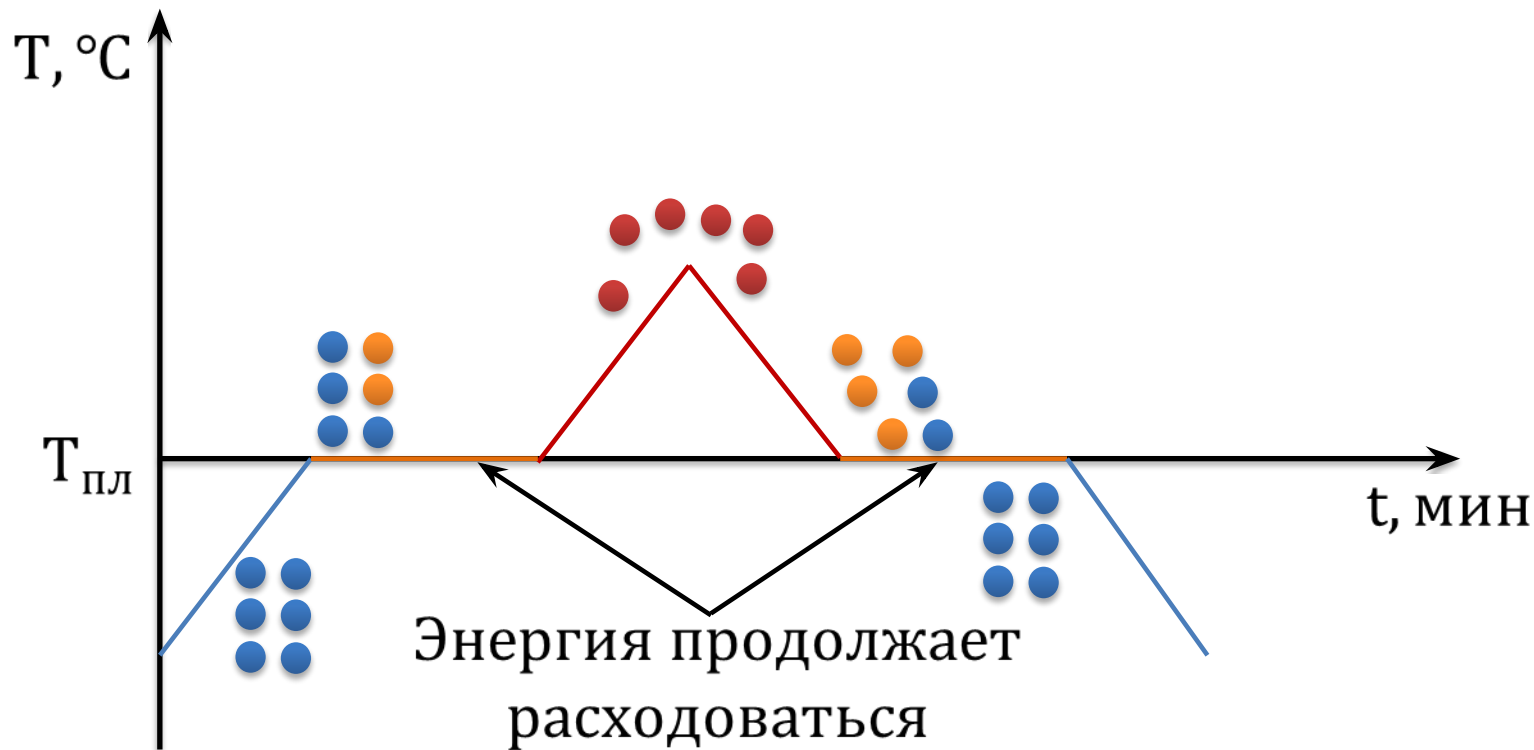 T, °C
Tпл
t, мин
Энергия продолжает
расходоваться